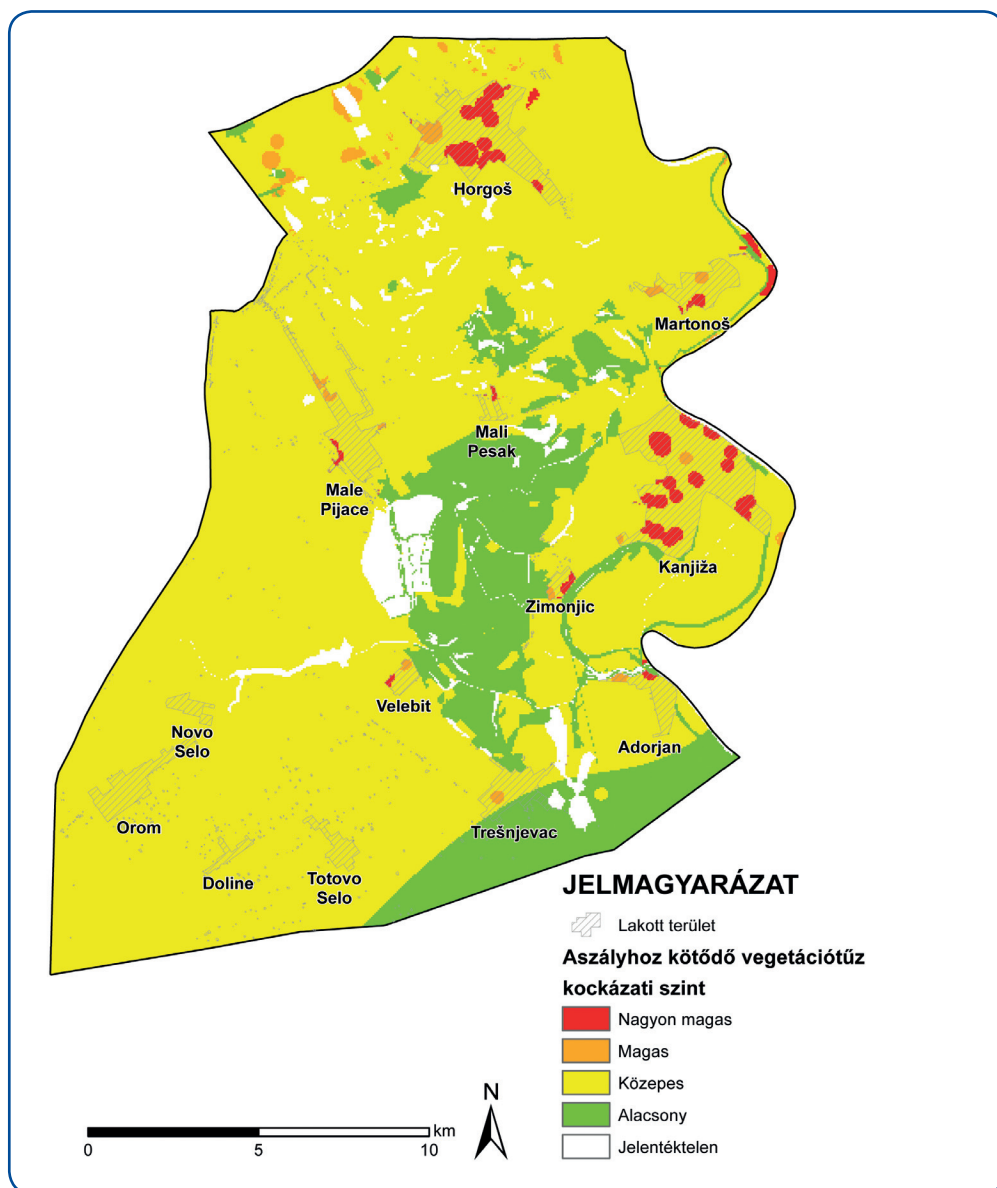 Horgoš
Martonoš
Mali
Pesak
Male
Pijace
Kanjiža
Zimonjic
Velebit
Novo
Selo
Adorjan
Orom
Trešnjevac
Doline
Totovo
Selo
JELMAGYARÁZAT
Lakott terület
Aszályhoz kötődő vegetációtűz
kockázati szint
Nagyon magas
Magas
Közepes
Alacsony
Jelentéktelen
N
km
0 5 10